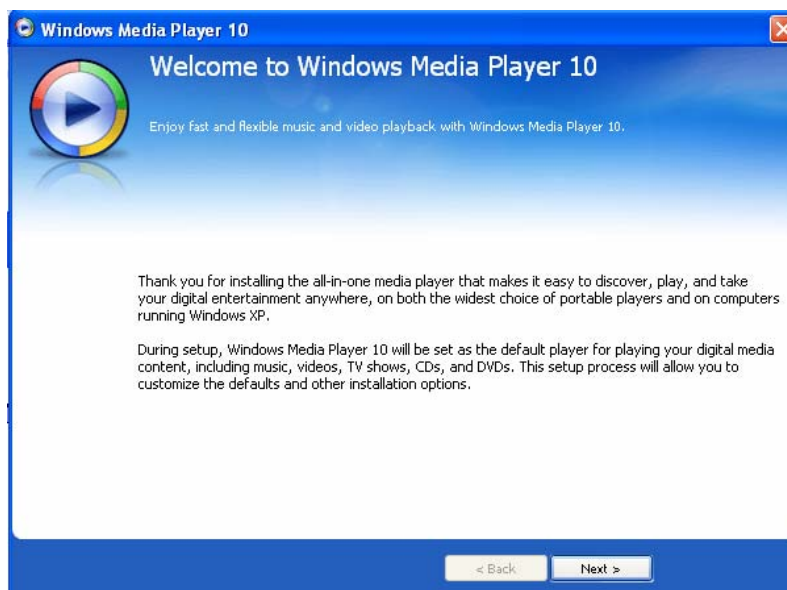 Windows Media Player 10
Welcome to Windows Media Player 10
Enjoy fast and flexible music and video playback with Windows Media Player 10.
Thank you for installing the all-in-one media player that makes it easy to discover, play, and take
your digital entertainment anywhere, on both the widest choice of portable players and on computers
running Windows XP.
During setup, Windows Media Player 10 will be set as the default player for playing your digital media
content, including music, videos, TV shows, CDs, and DVDs. This setup process will allow you to
customize the defaults and other installation options.
< Back Next >